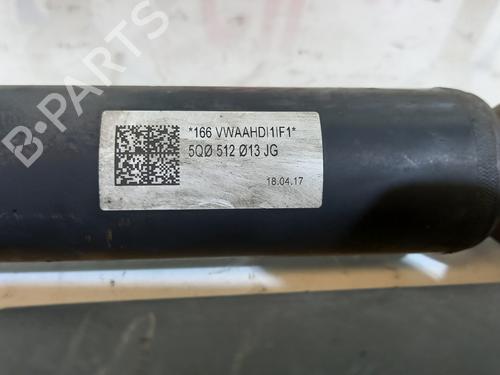 B-PARTS
*166 VWAAHDI1IF1*
5QØ 512 Ø13 JG
18.04.17